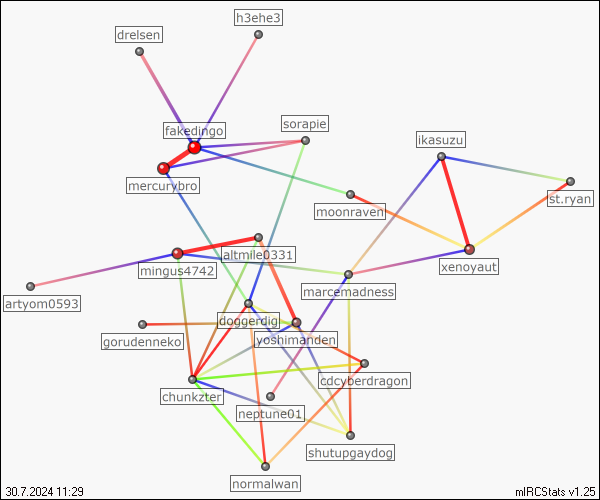 h3ehe3
drelsen
fakedingo
sorapie
ikasuzu
mercurybro
st.ryan
moonraven
altmile0331
xenoyaut
mingus4742
marcemadness
artyom0593
doggerdig
gorudenneko
yoshimanden
cdcyberdragon
chunkzter
neptune01
shutupgaydog
normalwan
30.7.2024 11:29
mIRCStats v1.25